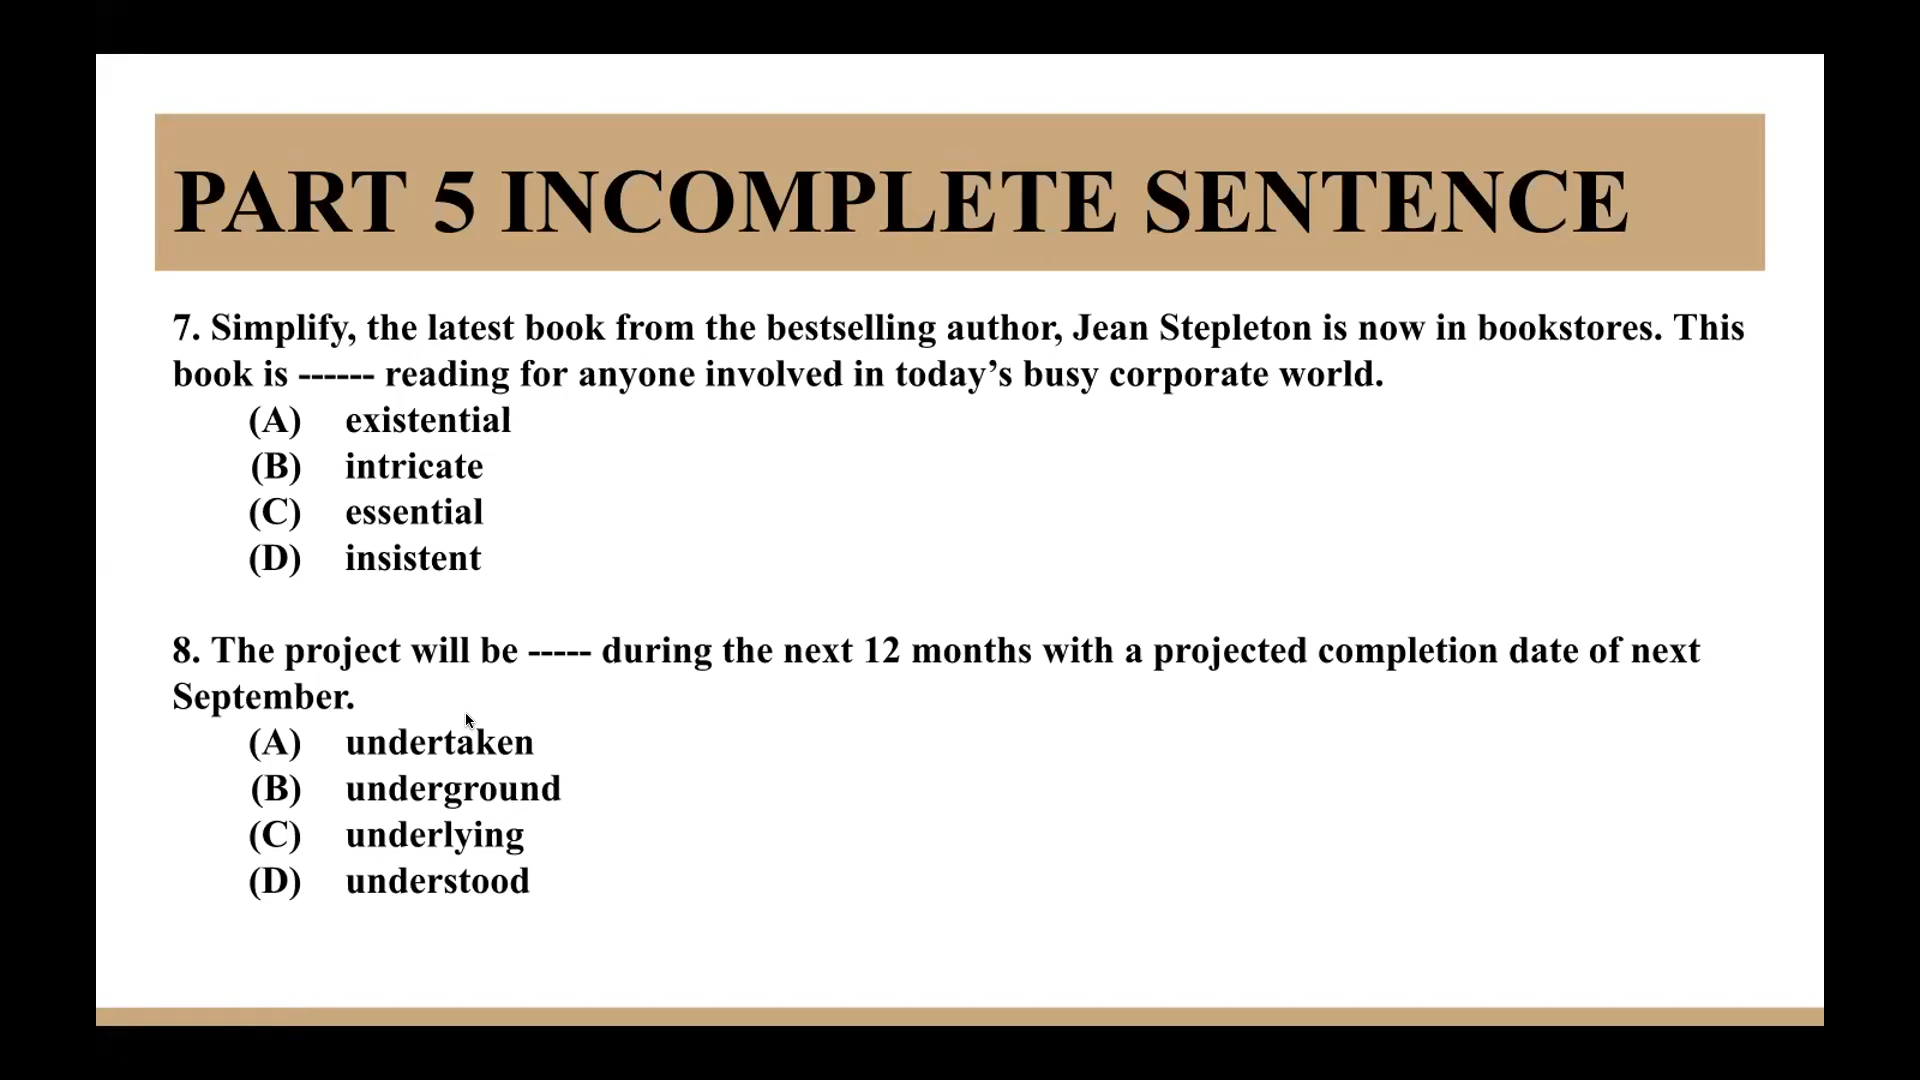 PART 5 INCOMPLETE SENTENCE
7. Simplify, the latest book from the bestselling author, Jean Stepleton is now in bookstores. This
book is ------ reading for anyone involved in today’s busy corporate world.
(A) existential
(B) intricate
(C) essential
(D) insistent
8. The project will be ----- during the next 12 months with a projected completion date of next
September.
(A) undertaken
(B) underground
(C) underlying
(D) understood